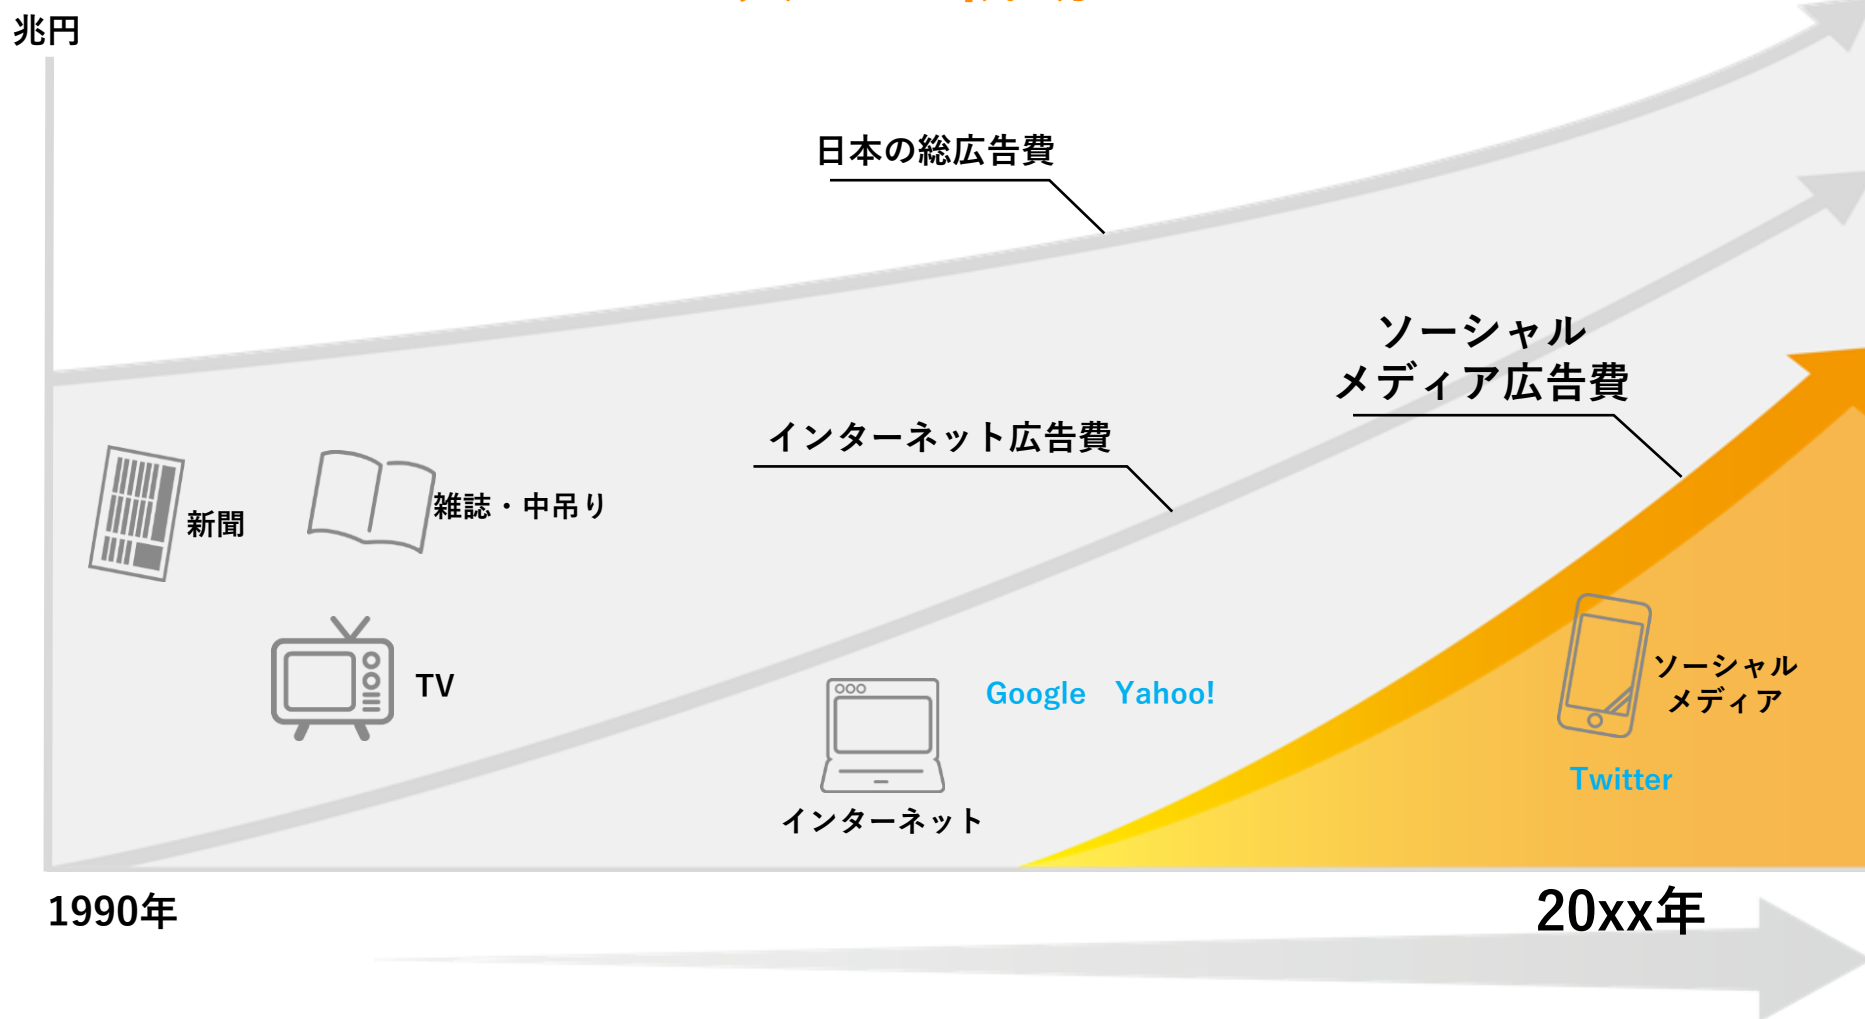 兆円
日本の総広告費
ソーシャル
メディア広告費
インターネット広告費
新聞
雑誌・中吊り
TV
Google Yahoo!
インターネット
ソーシャル
メディア
Twitter
1990年
20xx年